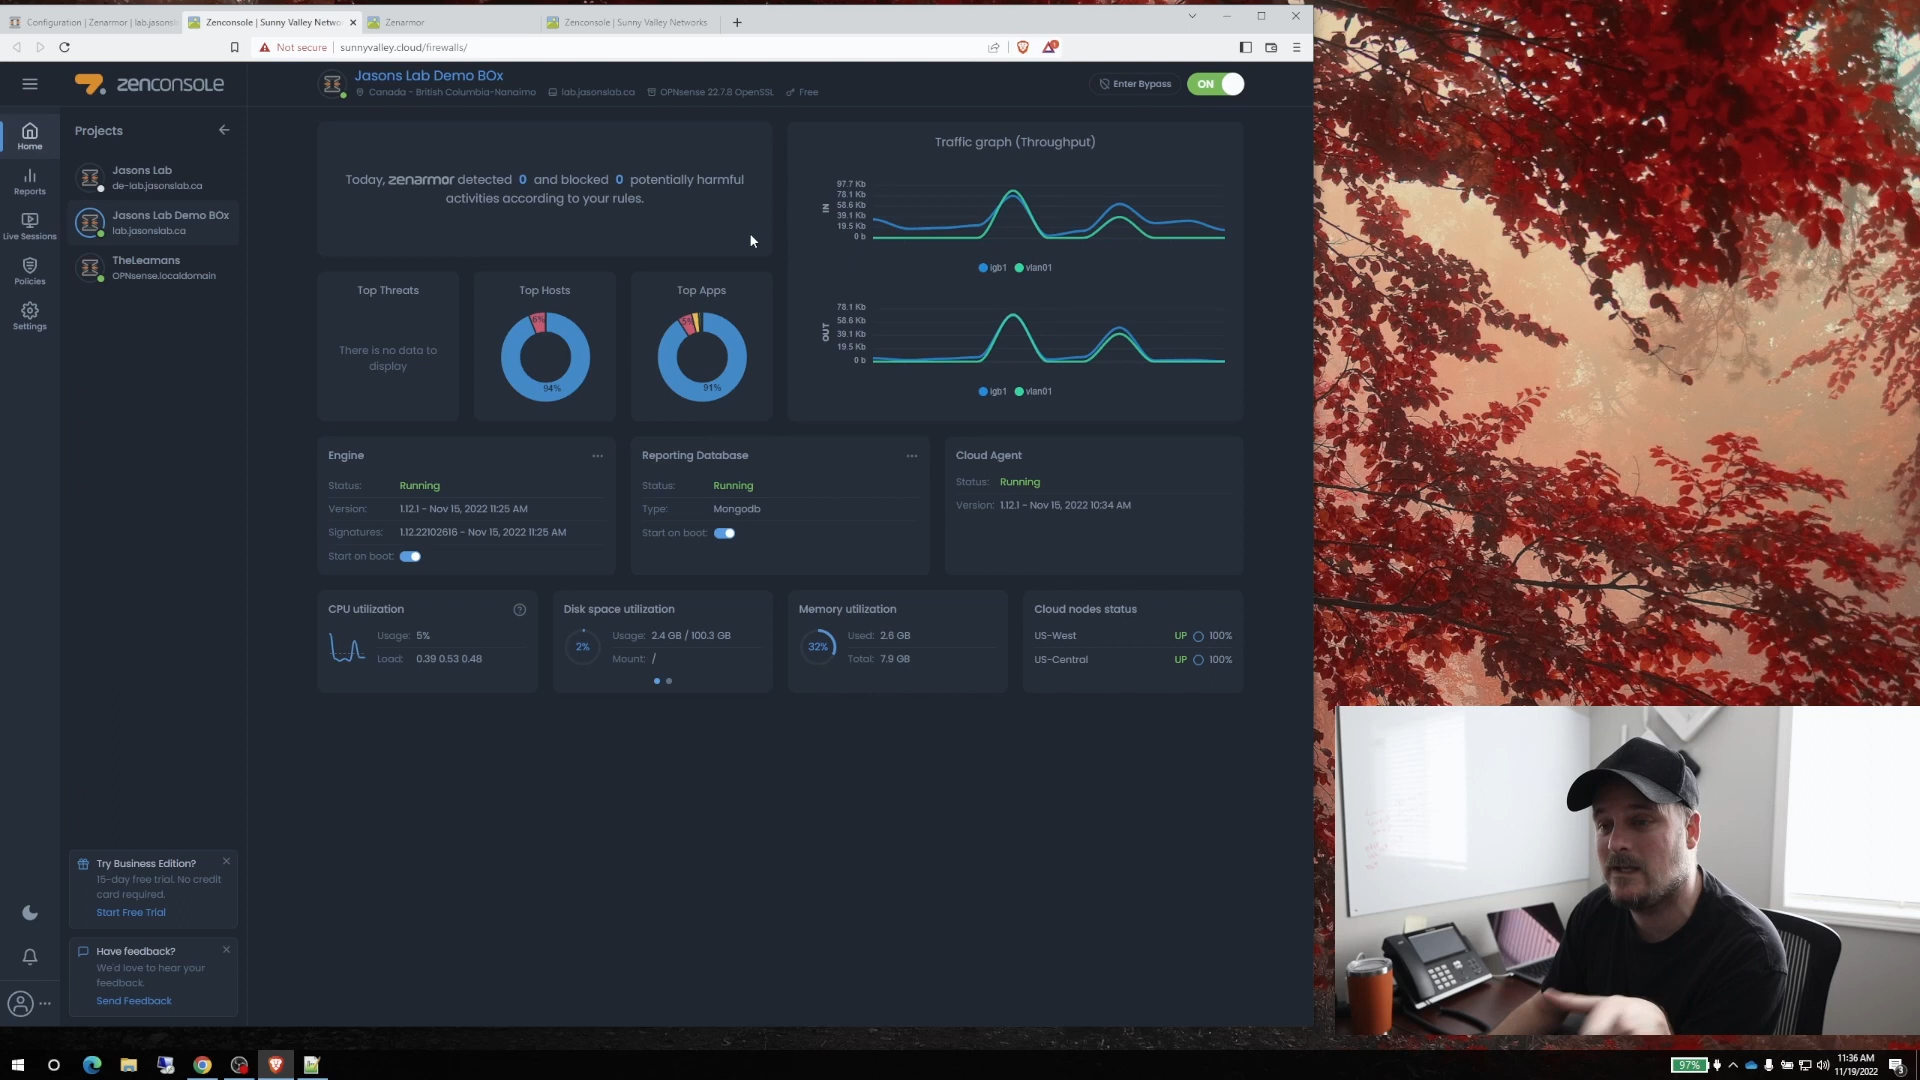 Configuration | Zenarmor | lab.jasonsl
Zenconsole | Sunny Valley Netwo
Zenarmor
Zenconsole | Sunny Valley Networks
Not secure
sunnyvalley.cloud/firewalls/
zenconsole
Jasons Lab Demo BOx
Canada - British Columbia-Nanaimo
lab.jasonslab.ca
OPNsense 22.7.8 OpenSSL
Free
Enter Bypass
ON
Home
Reports
Live Sessions
Policies
Settings
Projects
Jasons Lab
de-lab.jasonslab.ca
Jasons Lab Demo BOx
lab.jasonslab.ca
TheLeamans
OPNsense.localdomain
Today, zenarmor detected 0 and blocked 0 potentially harmful
activities according to your rules.
Traffic graph (Throughput)
IN
97.7 Kb
78.1 Kb
58.6 Kb
39.1 Kb
19.5 Kb
0 b
igb1 vlan01
OUT
78.1 Kb
58.6 Kb
39.1 Kb
19.5 Kb
0 b
igb1 vlan01
Top Threats
There is no data to
display
Top Hosts
94%
Top Apps
91%
Engine
Status: Running
Version: 1.12.1 - Nov 15, 2022 11:25 AM
Signatures: 1.12.22102616 - Nov 15, 2022 11:25 AM
Start on boot:
Reporting Database
Status: Running
Type: Mongodb
Start on boot:
Cloud Agent
Status: Running
Version: 1.12.1 - Nov 15, 2022 10:34 AM
CPU utilization
Usage: 5%
Load: 0.39 0.53 0.48
Disk space utilization
2%
Usage: 2.4 GB / 100.3 GB
Mount: /
Memory utilization
32%
Used: 2.6 GB
Total: 7.9 GB
Cloud nodes status
US-West UP 100%
US-Central UP 100%
Try Business Edition?
15-day free trial. No credit
card required.
Start Free Trial
Have feedback?
We'd love to hear your
feedback.
Send Feedback
97%
11:36 AM
11/19/2022
3